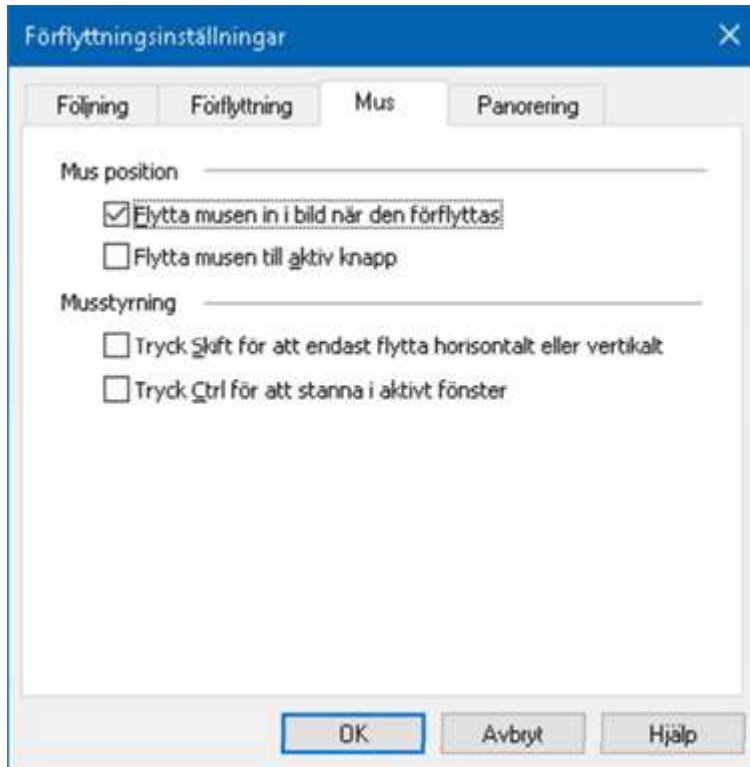 Förflyttningsinställningar
Följning Förflyttning Mus Panorering
Mus position
Flytta musen in i bild när den förflyttas
Flytta musen till aktiv knapp
Musstyrning
Tryck Skift för att endast flytta horisontalt eller vertikalt
Tryck Ctrl för att stanna i aktivt fönster
OK Avbryt Hjälp